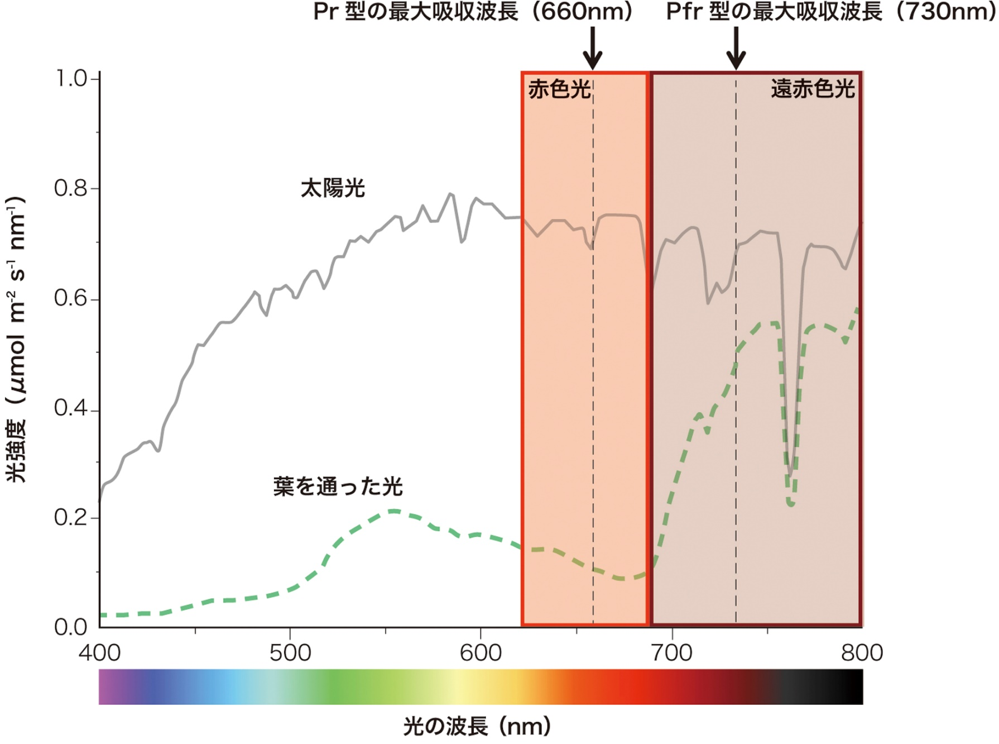 Pr 型の最大吸収波長（660nm）
Pfr 型の最大吸収波長（730nm）
赤色光
遠赤色光
太陽光
葉を通った光
光強度（μmol m⁻² s⁻¹ nm⁻¹）
1.0
0.8
0.6
0.4
0.2
0.0
400 500 600 700 800
光の波長（nm）